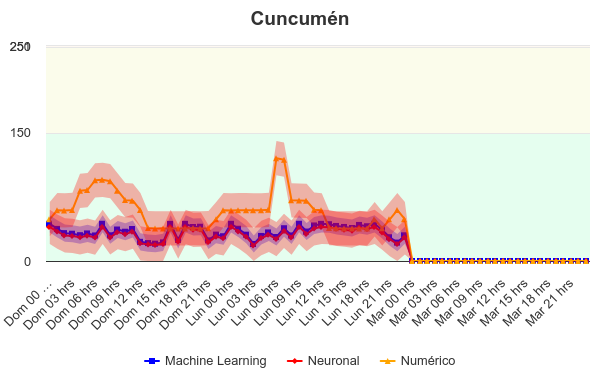 Cuncumén
250
150
0
Dom 00 ...
Dom 03 hrs
Dom 06 hrs
Dom 09 hrs
Dom 12 hrs
Dom 15 hrs
Dom 18 hrs
Dom 21 hrs
Lun 00 hrs
Lun 03 hrs
Lun 06 hrs
Lun 09 hrs
Lun 12 hrs
Lun 15 hrs
Lun 18 hrs
Lun 21 hrs
Mar 00 hrs
Mar 03 hrs
Mar 06 hrs
Mar 09 hrs
Mar 12 hrs
Mar 15 hrs
Mar 18 hrs
Mar 21 hrs
Machine Learning Neuronal Numérico